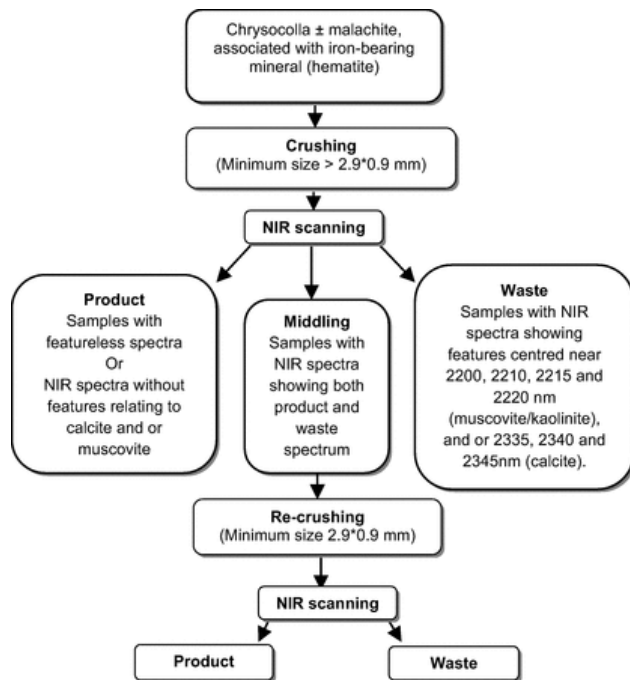 Chrysocolla ± malachite,
associated with iron-bearing
mineral (hematite)
Crushing
(Minimum size > 2.9*0.9 mm)
NIR scanning
Product
Samples with
featureless spectra
Or
NIR spectra without
features relating to
calcite and or
muscovite
Middling
Samples with
NIR spectra
showing both
product and
waste
spectrum
Waste
Samples with NIR
spectra showing
features centred near
2200, 2210, 2215 and
2220 nm
(muscovite/kaolinite),
and or 2335, 2340 and
2345nm (calcite).
Re-crushing
(Minimum size 2.9*0.9 mm)
NIR scanning
Product
Waste